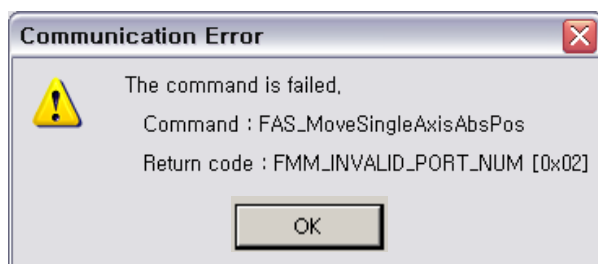 Communication Error
The command is failed,
Command : FAS_MoveSingleAxisAbsPos
Return code : FMM_INVALID_PORT_NUM [0x02]
OK